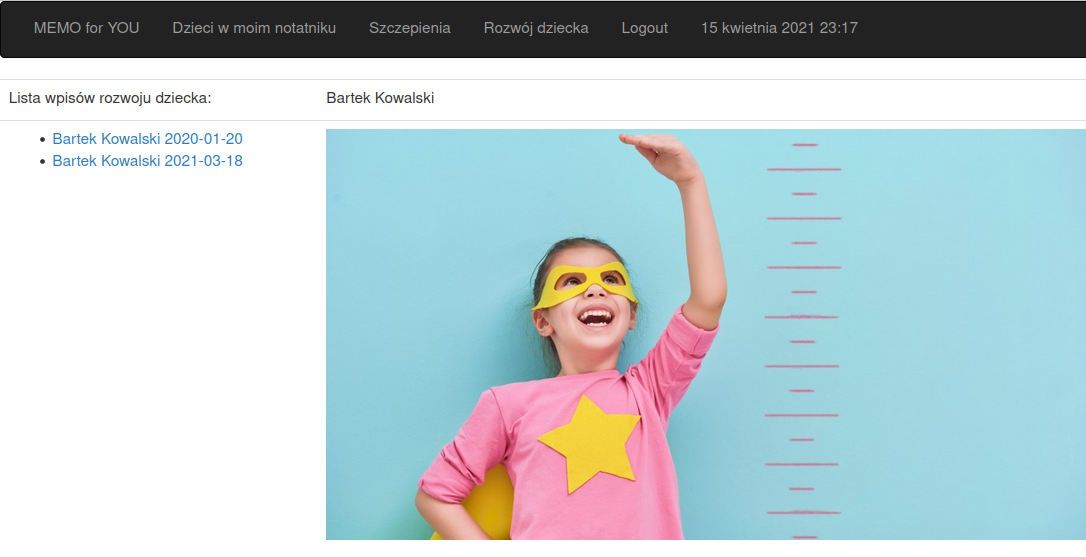 MEMO for YOU Dzieci w moim notatniku Szczepienia Rozwój dziecka Logout 15 kwietnia 2021 23:17
Lista wpisów rozwoju dziecka: Bartek Kowalski
Bartek Kowalski 2020-01-20
Bartek Kowalski 2021-03-18